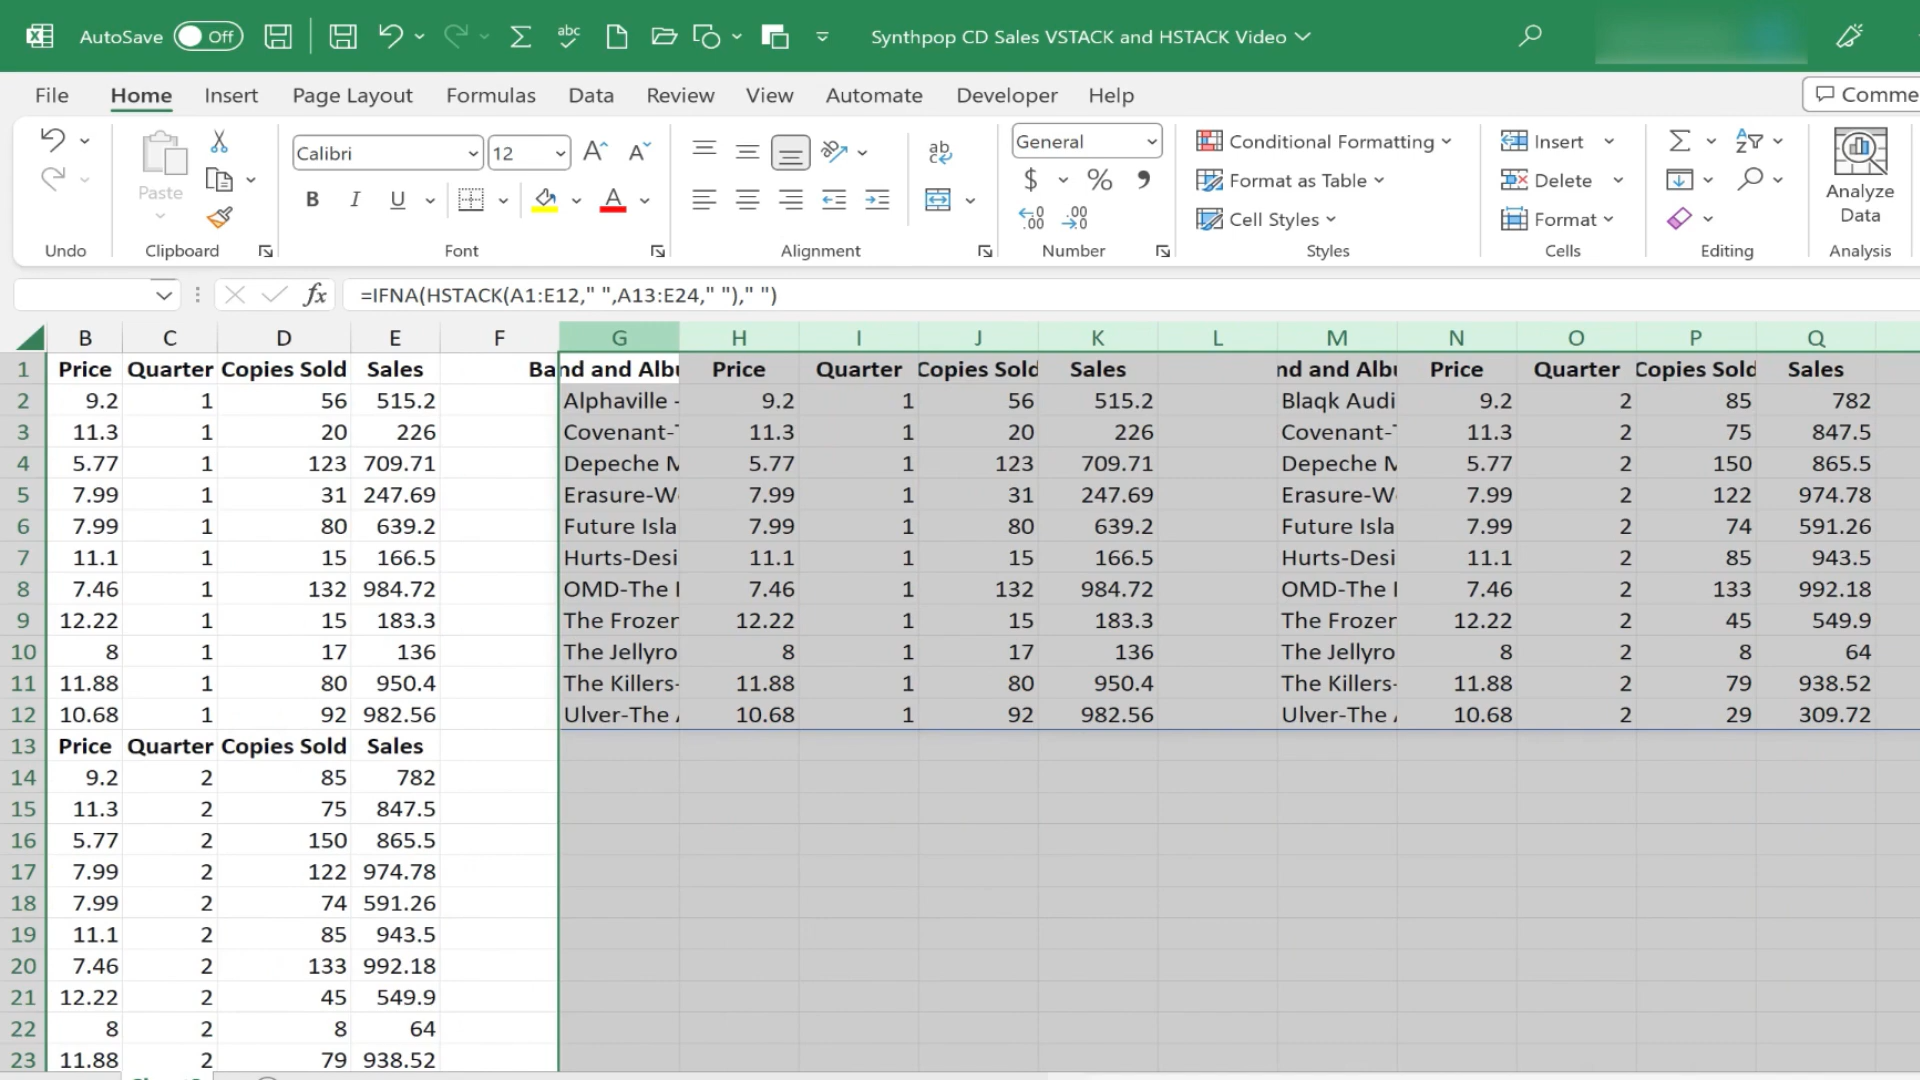 AutoSave Off Synthpop CD Sales VSTACK and HSTACK Video
File Home Insert Page Layout Formulas Data Review View Automate Developer Help Comme
Calibri 12 General Conditional Formatting Insert
Paste B I U $ % Format as Table Delete Analyze
Cell Styles Format Data
Undo Clipboard Font Alignment Number Styles Cells Editing Analysis
fx =IFNA(HSTACK(A1:E12," ",A13:E24," ")," ")
B C D E F G H I J K L M N O P Q
1 Price Quarter Copies Sold Sales Band and Albu Price Quarter Copies Sold Sales nd and Albu Price Quarter Copies Sold Sales
2 9.2 1 56 515.2 Alphaville - 9.2 1 56 515.2 Blaqk Audi 9.2 2 85 782
3 11.3 1 20 226 Covenant-T 11.3 1 20 226 Covenant-T 11.3 2 75 847.5
4 5.77 1 123 709.71 Depeche M 5.77 1 123 709.71 Depeche M 5.77 2 150 865.5
5 7.99 1 31 247.69 Erasure-W 7.99 1 31 247.69 Erasure-W 7.99 2 122 974.78
6 7.99 1 80 639.2 Future Isla 7.99 1 80 639.2 Future Isla 7.99 2 74 591.26
7 11.1 1 15 166.5 Hurts-Desi 11.1 1 15 166.5 Hurts-Desi 11.1 2 85 943.5
8 7.46 1 132 984.72 OMD-The 7.46 1 132 984.72 OMD-The 7.46 2 133 992.18
9 12.22 1 15 183.3 The Frozer 12.22 1 15 183.3 The Frozer 12.22 2 45 549.9
10 8 1 17 136 The Jellyro 8 1 17 136 The Jellyro 8 2 8 64
11 11.88 1 80 950.4 The Killers- 11.88 1 80 950.4 The Killers- 11.88 2 79 938.52
12 10.68 1 92 982.56 Ulver-The 10.68 1 92 982.56 Ulver-The 10.68 2 29 309.72
13 Price Quarter Copies Sold Sales
14 9.2 2 85 782
15 11.3 2 75 847.5
16 5.77 2 150 865.5
17 7.99 2 122 974.78
18 7.99 2 74 591.26
19 11.1 2 85 943.5
20 7.46 2 133 992.18
21 12.22 2 45 549.9
22 8 2 8 64
23 11.88 2 79 938.52